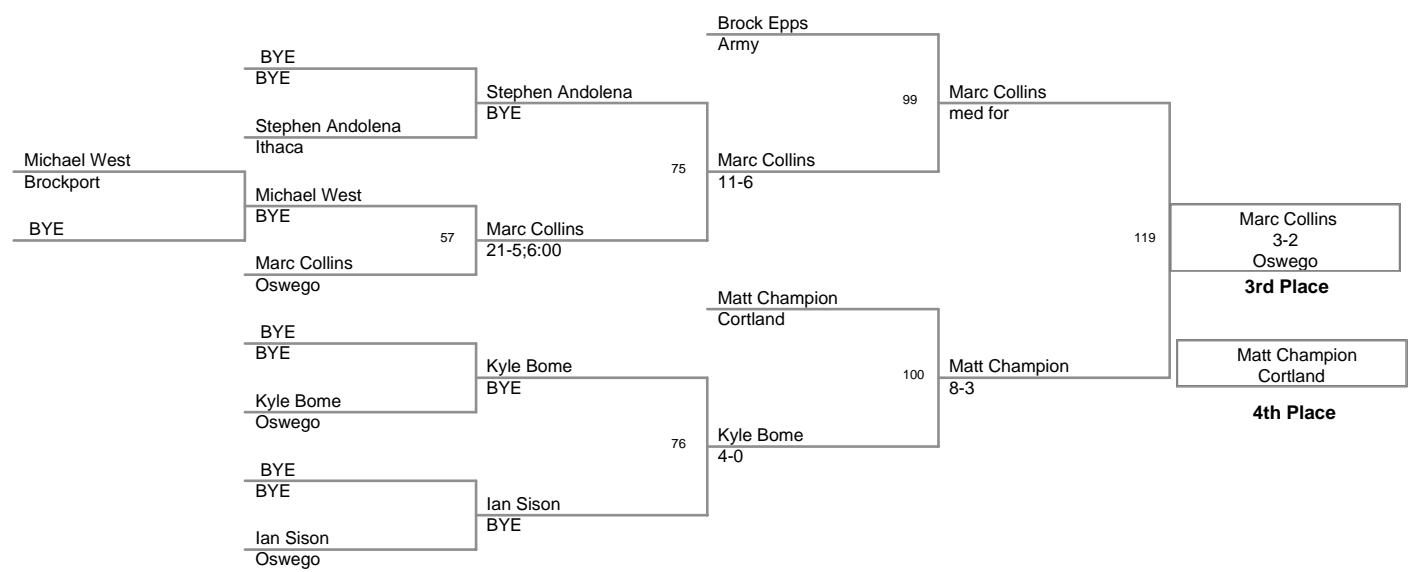 Brock Epps
Army
BYE
BYE
Stephen Andolena
BYE
99
Marc Collins
med for
Stephen Andolena
Ithaca
Michael West
Brockport
75
Marc Collins
11-6
Michael West
BYE
BYE
57
Marc Collins
21-5;6:00
119
Marc Collins
3-2
Oswego
3rd Place
Marc Collins
Oswego
Matt Champion
Cortland
BYE
BYE
Kyle Bome
BYE
100
Matt Champion
8-3
Matt Champion
Cortland
4th Place
Kyle Bome
Oswego
76
Kyle Bome
4-0
BYE
BYE
Ian Sison
BYE
Ian Sison
Oswego